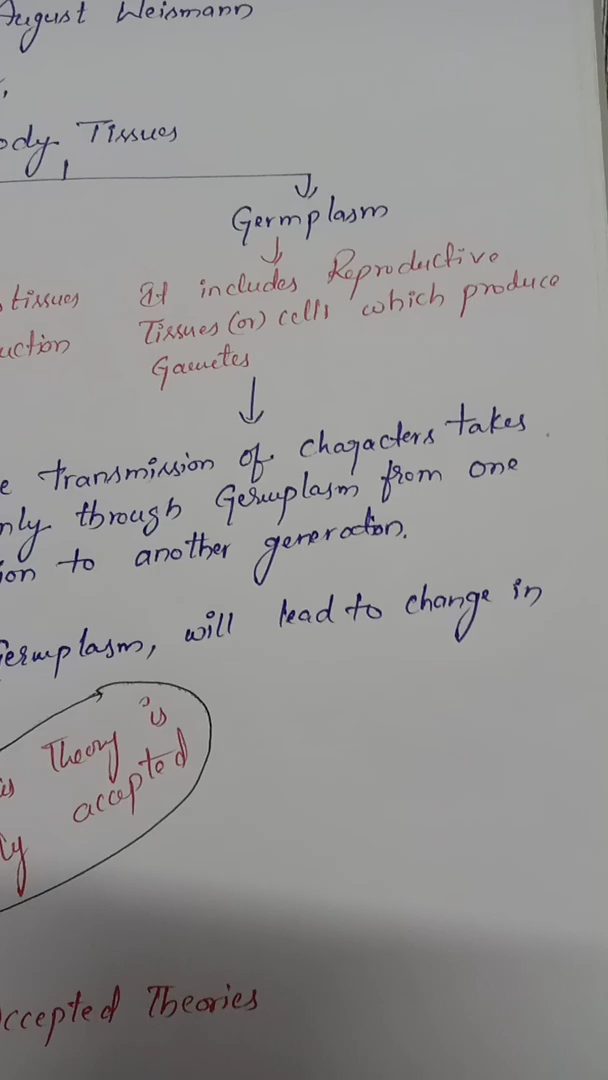 August Weismann
ody Tissues
Germplasm
tissues It includes Reproductive
uction Tissues (or) cells which produce
Gametes
e transmission of characters takes
nly through Germplasm from one
ion to another generation.
Germplasm, will lead to change in
is Theory is
ly accepted
ccepted Theories